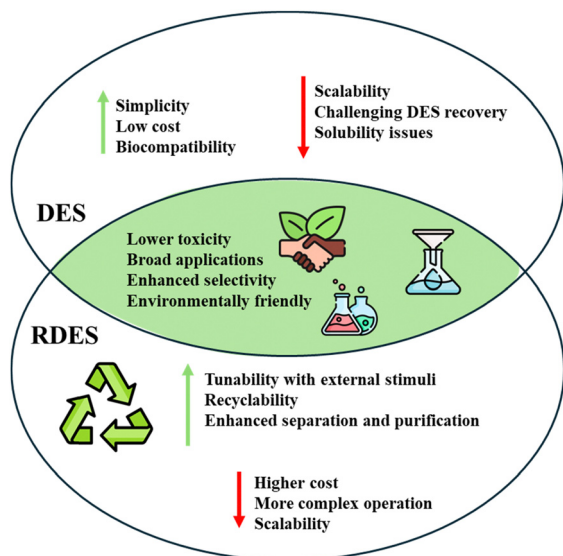 Simplicity
Low cost
Biocompatibility
Scalability
Challenging DES recovery
Solubility issues
DES
Lower toxicity
Broad applications
Enhanced selectivity
Environmentally friendly
RDES
Tunability with external stimuli
Recyclability
Enhanced separation and purification
Higher cost
More complex operation
Scalability